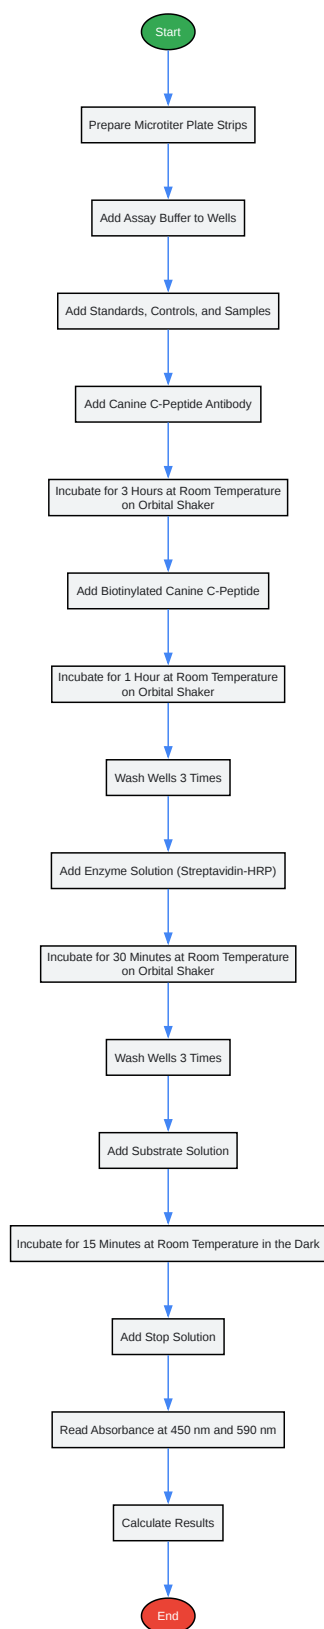 Start
Prepare Microtiter Plate Strips
Add Assay Buffer to Wells
Add Standards, Controls, and Samples
Add Canine C-Peptide Antibody
Incubate for 3 Hours at Room Temperature
on Orbital Shaker
Add Biotinylated Canine C-Peptide
Incubate for 1 Hour at Room Temperature
on Orbital Shaker
Wash Wells 3 Times
Add Enzyme Solution (Streptavidin-HRP)
Incubate for 30 Minutes at Room Temperature
on Orbital Shaker
Wash Wells 3 Times
Add Substrate Solution
Incubate for 15 Minutes at Room Temperature in the Dark
Add Stop Solution
Read Absorbance at 450 nm and 590 nm
Calculate Results
End